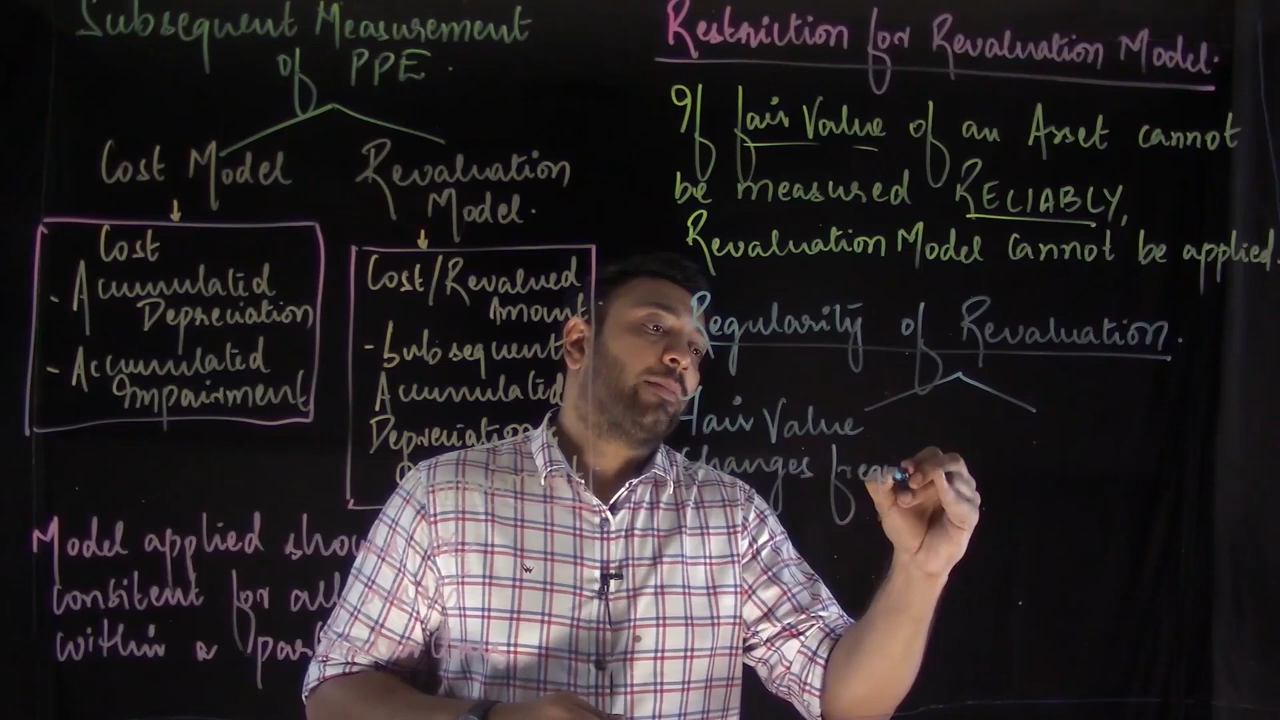 Subsequent Measurement
of PPE.
Cost Model
Revaluation
Model.
Cost
- Accumulated
Depreciation
- Accumulated
Impairment
Cost/Revalued
Amount
- Subsequent
Accumulated
Depreciation
Model applied
consitent for all
within a
Restriction for Revaluation Model.
If fair Value of an Asset cannot
be measured RELIABLY,
Revaluation Model cannot be applied.
Regularity of Revaluation.
Fair Value
Changes freq